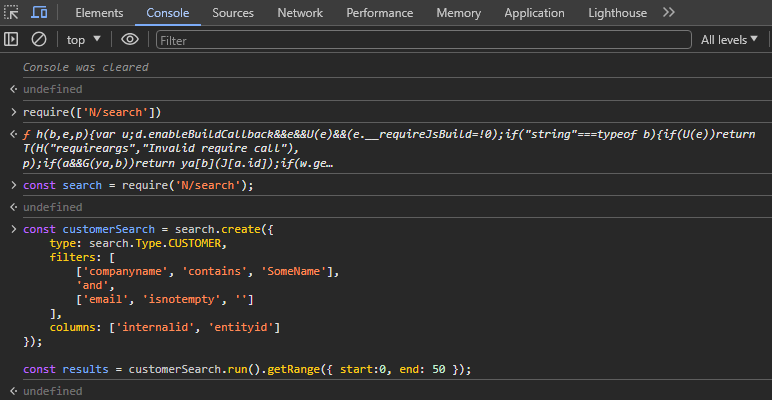 Elements Console Sources Network Performance Memory Application Lighthouse
top Filter All levels
Console was cleared
undefined
require(['N/search'])
ƒ h(b,e,p){var u;d.enableBuildCallback&&e&&U(e)&&(e.__requireJsBuild=!0);if("string"===typeof b){if(U(e))return
T(H("requireargs","Invalid require call"),
p);if(a&&G(ya,b))return ya[b](J[a.id]);if(w.ge…
const search = require('N/search');
undefined
const customerSearch = search.create({
type: search.Type.CUSTOMER,
filters: [
['companyname', 'contains', 'SomeName'],
'and',
['email', 'isnotempty', '']
],
columns: ['internalid', 'entityid']
});
const results = customerSearch.run().getRange({ start:0, end: 50 });
undefined